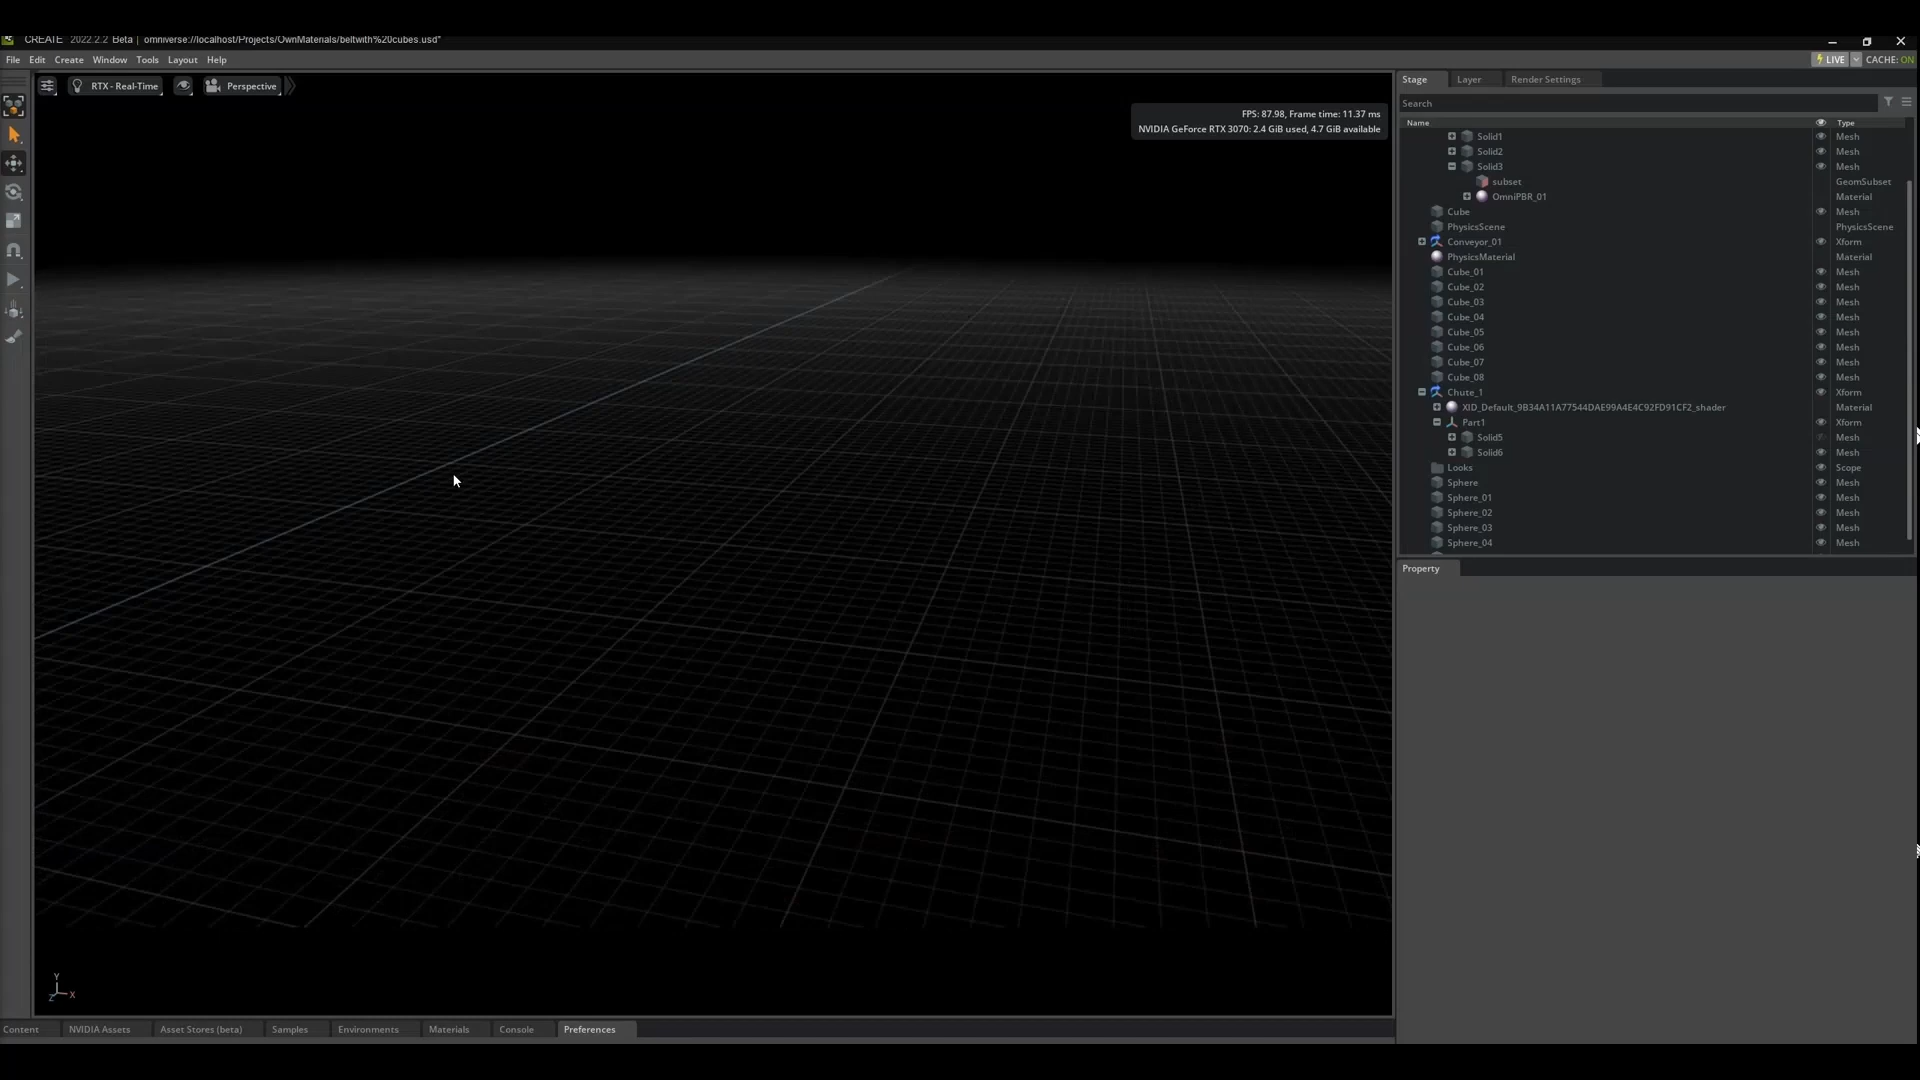 CREATE 2022.2.2 Beta | omniverse://localhost/Projects/OwnMaterials/beltwith%20cubes.usd*
File Edit Create Window Tools Layout Help
LIVE CACHE: ON
RTX - Real-Time Perspective
FPS: 87.98, Frame time: 11.37 ms
NVIDIA GeForce RTX 3070: 2.4 GiB used, 4.7 GiB available
Stage Layer Render Settings
Search
Name Type
Solid1 Mesh
Solid2 Mesh
Solid3 Mesh
subset GeomSubset
OmniPBR_01 Material
Cube Mesh
PhysicsScene PhysicsScene
Conveyor_01 Xform
PhysicsMaterial Material
Cube_01 Mesh
Cube_02 Mesh
Cube_03 Mesh
Cube_04 Mesh
Cube_05 Mesh
Cube_06 Mesh
Cube_07 Mesh
Cube_08 Mesh
Chute_1 Xform
XID_Default_9B34A11A77544DAE99A4E4C92FD91CF2_shader Material
Part1 Xform
Solid5 Mesh
Solid6 Mesh
Looks Scope
Sphere Mesh
Sphere_01 Mesh
Sphere_02 Mesh
Sphere_03 Mesh
Sphere_04 Mesh
Property
Y
Z X
Content NVIDIA Assets Asset Stores (beta) Samples Environments Materials Console Preferences